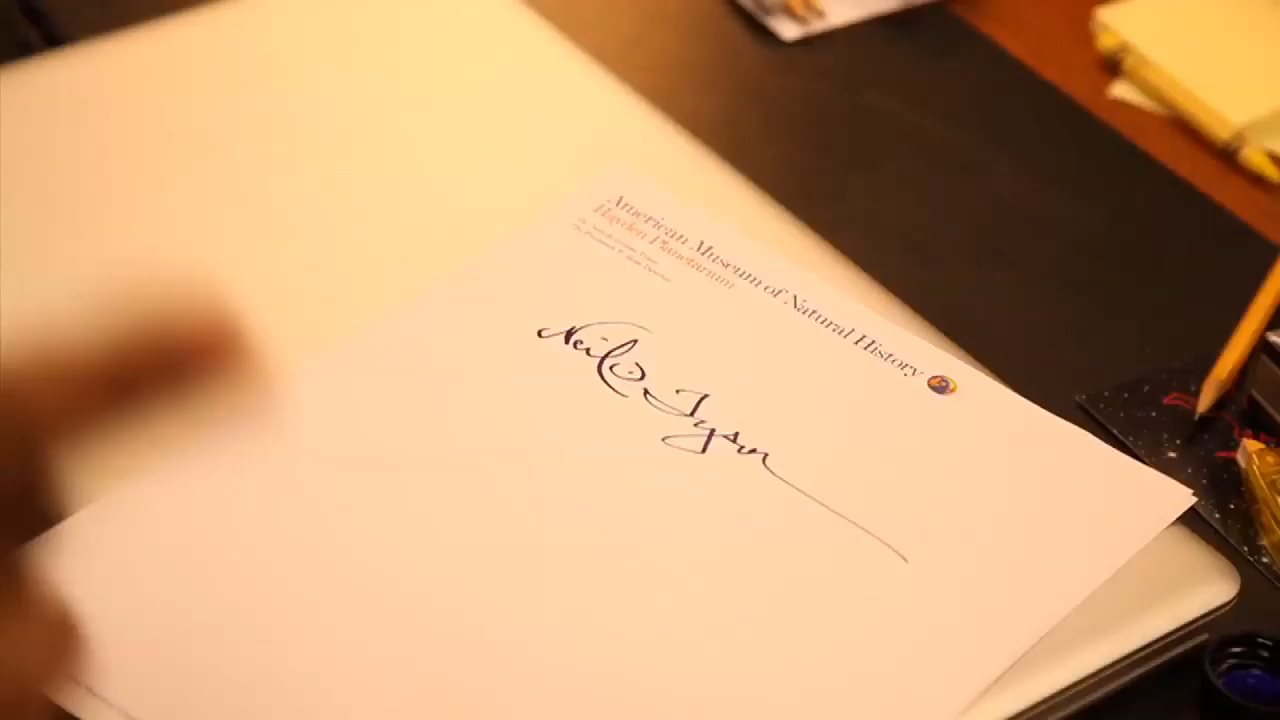 American Museum of Natural History
Hayden Planetarium
Neil D. Tyson